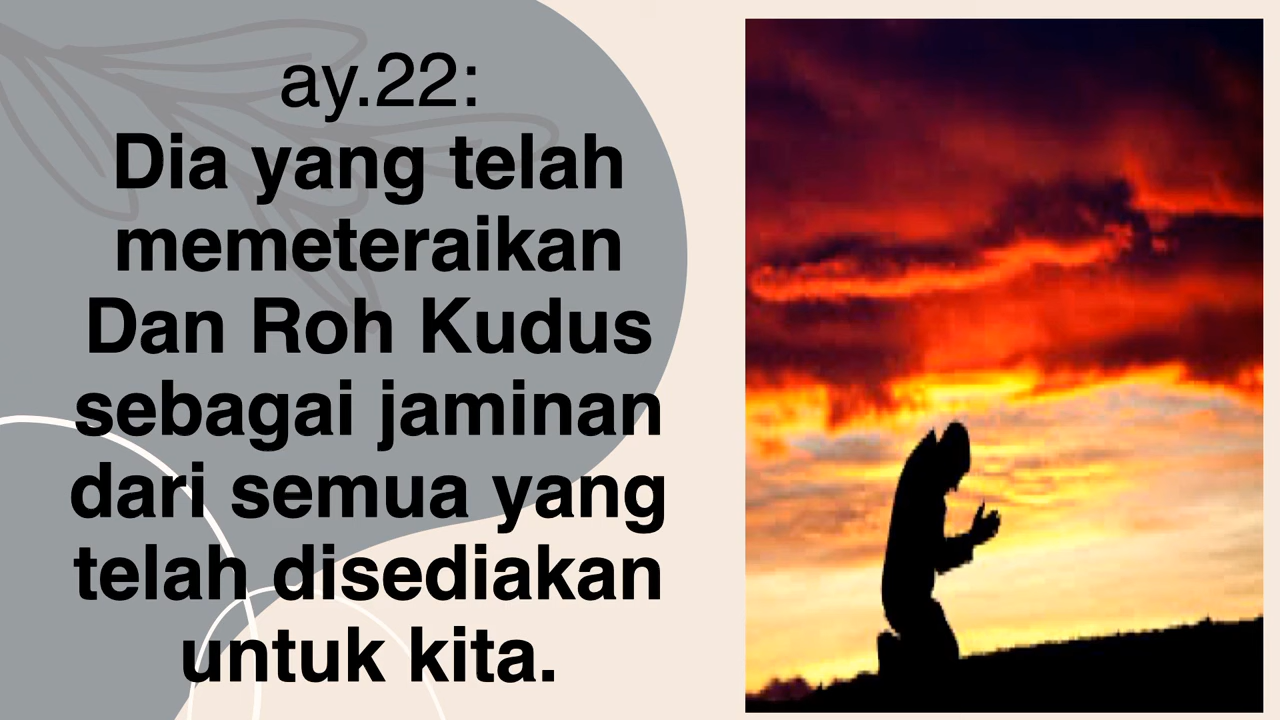 ay.22:
Dia yang telah
memeteraikan
Dan Roh Kudus
sebagai jaminan
dari semua yang
telah disediakan
untuk kita.